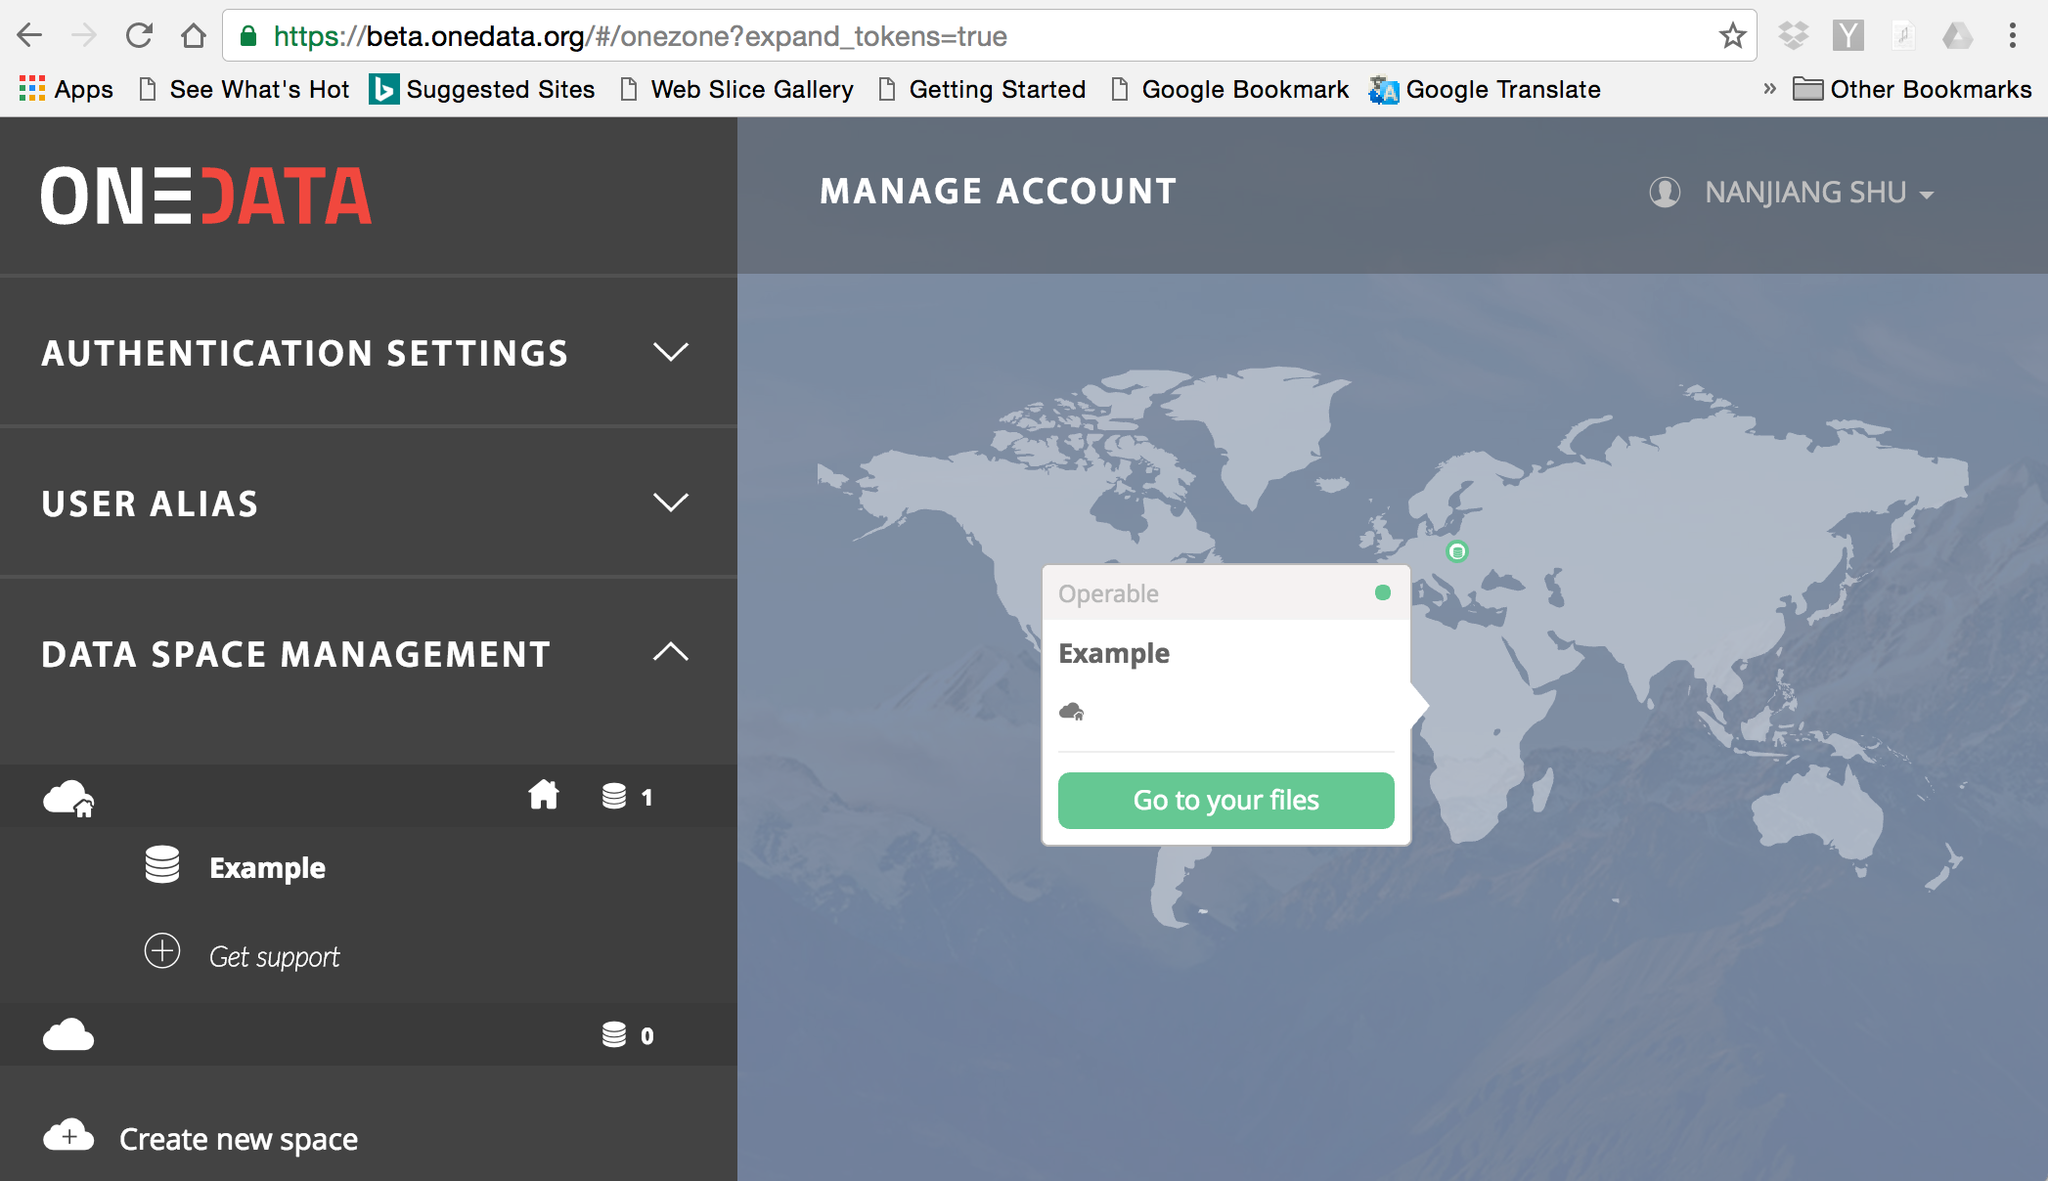 https://beta.onedata.org/#/onezone?expand_tokens=true
Y
Apps See What's Hot Suggested Sites Web Slice Gallery Getting Started Google Bookmark Google Translate » Other Bookmarks
ONEDATA
MANAGE ACCOUNT
NANJIANG SHU
AUTHENTICATION SETTINGS
USER ALIAS
DATA SPACE MANAGEMENT
1
Example
Get support
0
Create new space
Operable
Example
Go to your files